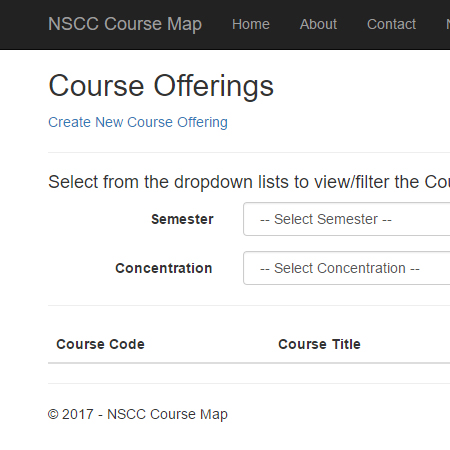 NSCC Course Map Home About Contact
Course Offerings
Create New Course Offering
Select from the dropdown lists to view/filter the Cou
Semester -- Select Semester --
Concentration -- Select Concentration --
Course Code Course Title
© 2017 - NSCC Course Map